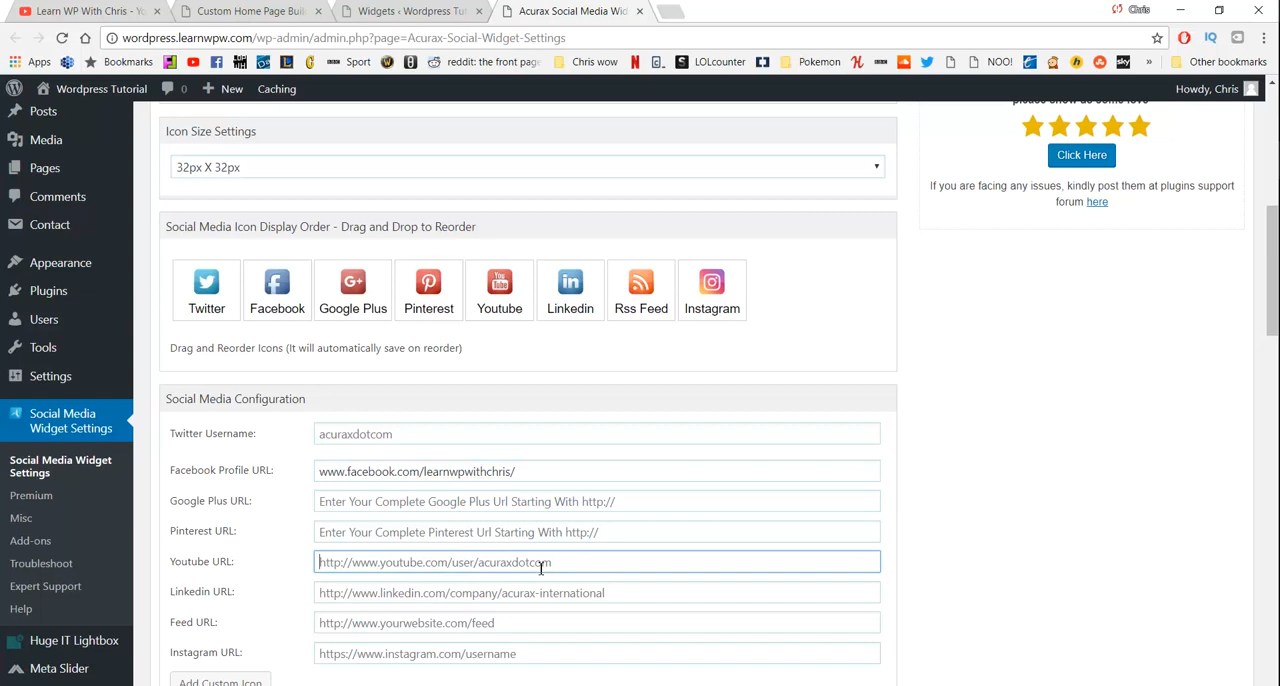 Learn WP With Chris -
Custom Home Page Buil
Widgets ‹ Wordpress Tut
Acurax Social Media Wid
Chris
wordpress.learnwpw.com/wp-admin/admin.php?page=Acurax-Social-Widget-Settings
Apps
Bookmarks
Sport
reddit: the front page
Chris wow
LOLcounter
Pokemon
NOO!
sky
»
Other bookmarks
Wordpress Tutorial
0
New
Caching
Howdy, Chris
Posts
Media
Pages
Comments
Contact
Appearance
Plugins
Users
Tools
Settings
Social Media
Widget Settings
Social Media Widget
Settings
Premium
Misc
Add-ons
Troubleshoot
Expert Support
Help
Huge IT Lightbox
Meta Slider
Icon Size Settings
32px X 32px
Social Media Icon Display Order - Drag and Drop to Reorder
Twitter
Facebook
Google Plus
Pinterest
Youtube
Linkedin
Rss Feed
Instagram
Drag and Reorder Icons (It will automatically save on reorder)
Social Media Configuration
Twitter Username:
acuraxdotcom
Facebook Profile URL:
www.facebook.com/learnwpwithchris/
Google Plus URL:
Enter Your Complete Google Plus Url Starting With http://
Pinterest URL:
Enter Your Complete Pinterest Url Starting With http://
Youtube URL:
http://www.youtube.com/user/acuraxdotcom
Linkedin URL:
http://www.linkedin.com/company/acurax-international
Feed URL:
http://www.yourwebsite.com/feed
Instagram URL:
https://www.instagram.com/username
Add Custom Icon
please show us some love
Click Here
If you are facing any issues, kindly post them at plugins support
forum here